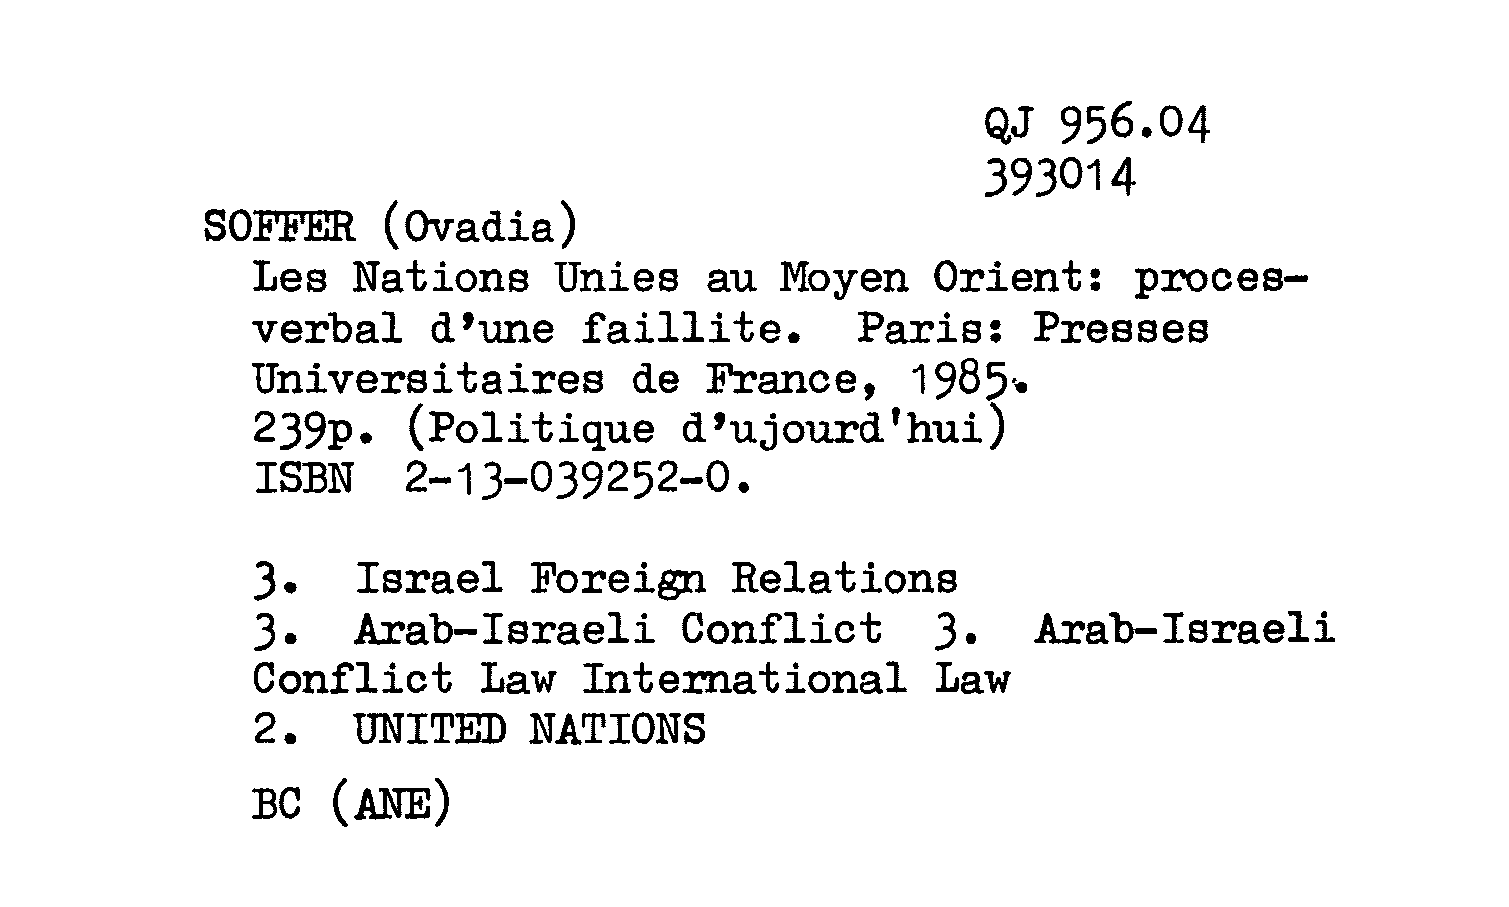 QJ 956.04
393014
SOFFER (Ovadia)
Les Nations Unies au Moyen Orient: proces-
verbal d'une faillite. Paris: Presses
Universitaires de France, 1985.
239p. (Politique d'ujourd'hui)
ISBN 2-13-039252-0.
3. Israel Foreign Relations
3. Arab-Israeli Conflict 3. Arab-Israeli
Conflict Law International Law
2. UNITED NATIONS
BC (ANE)